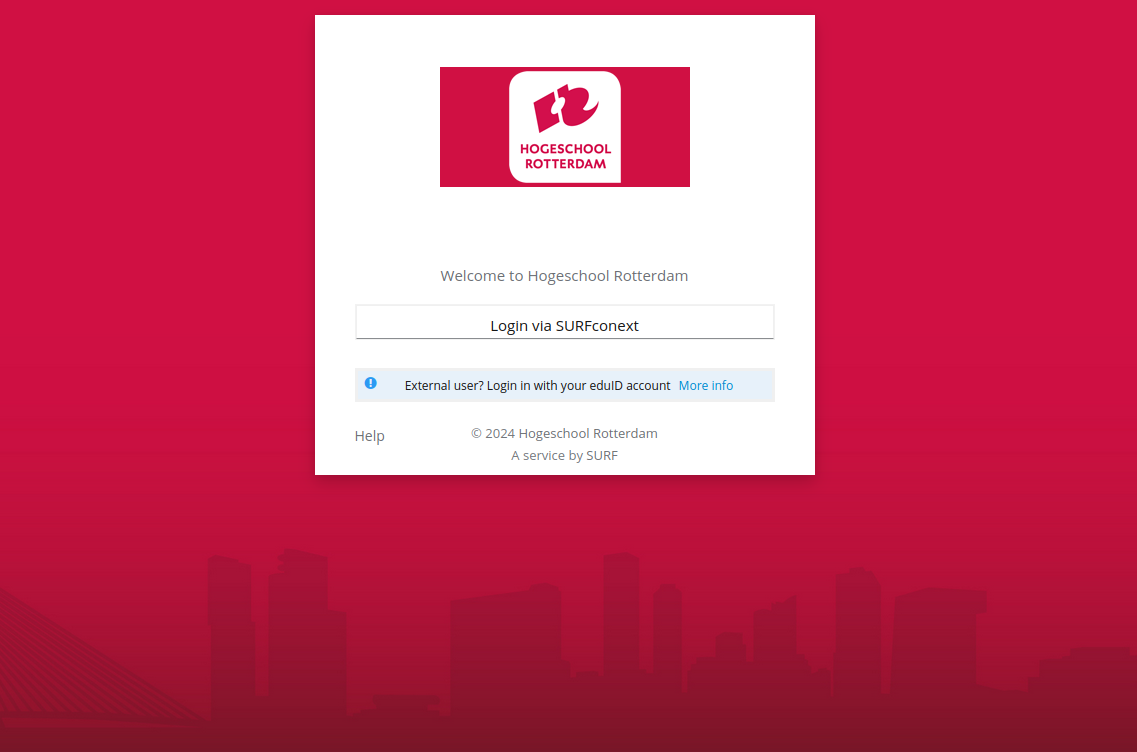 HOGESCHOOL
ROTTERDAM
Welcome to Hogeschool Rotterdam
Login via SURFconext
External user? Login in with your eduID account More info
Help
© 2024 Hogeschool Rotterdam
A service by SURF